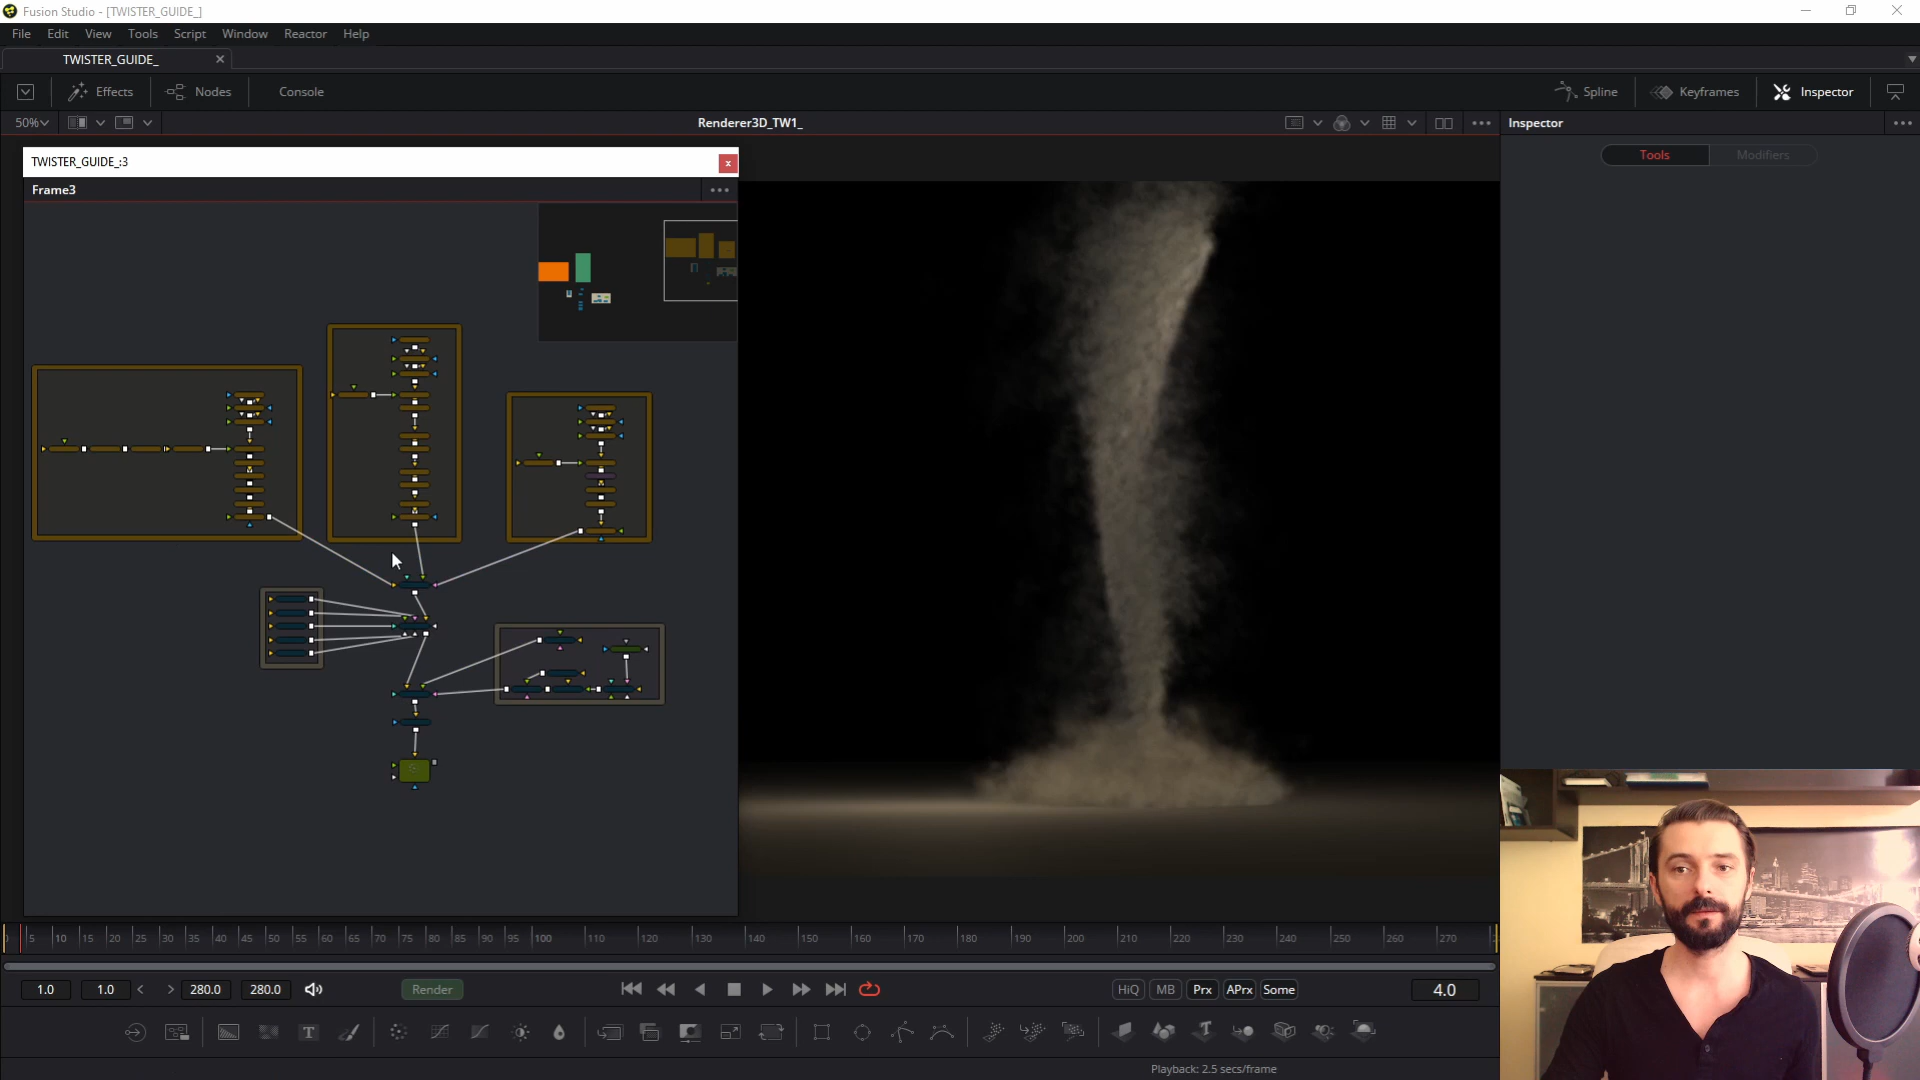 Fusion Studio - [TWISTER_GUIDE_]
File Edit View Tools Script Window Reactor Help
TWISTER_GUIDE_
Effects Nodes Console Spline Keyframes Inspector
50% Renderer3D_TW1_ Inspector
Tools Modifiers
TWISTER_GUIDE_:3
Frame3
5 10 15 20 25 30 35 40 45 50 55 60 65 70 75 80 85 90 95 100 110 120 130 140 150 160 170 180 190 200 210 220 230 240 250 260 270
1.0 1.0 < > 280.0 280.0 Render HiQ MB Prx APrx Some 4.0
T
Playback: 2.5 secs/frame